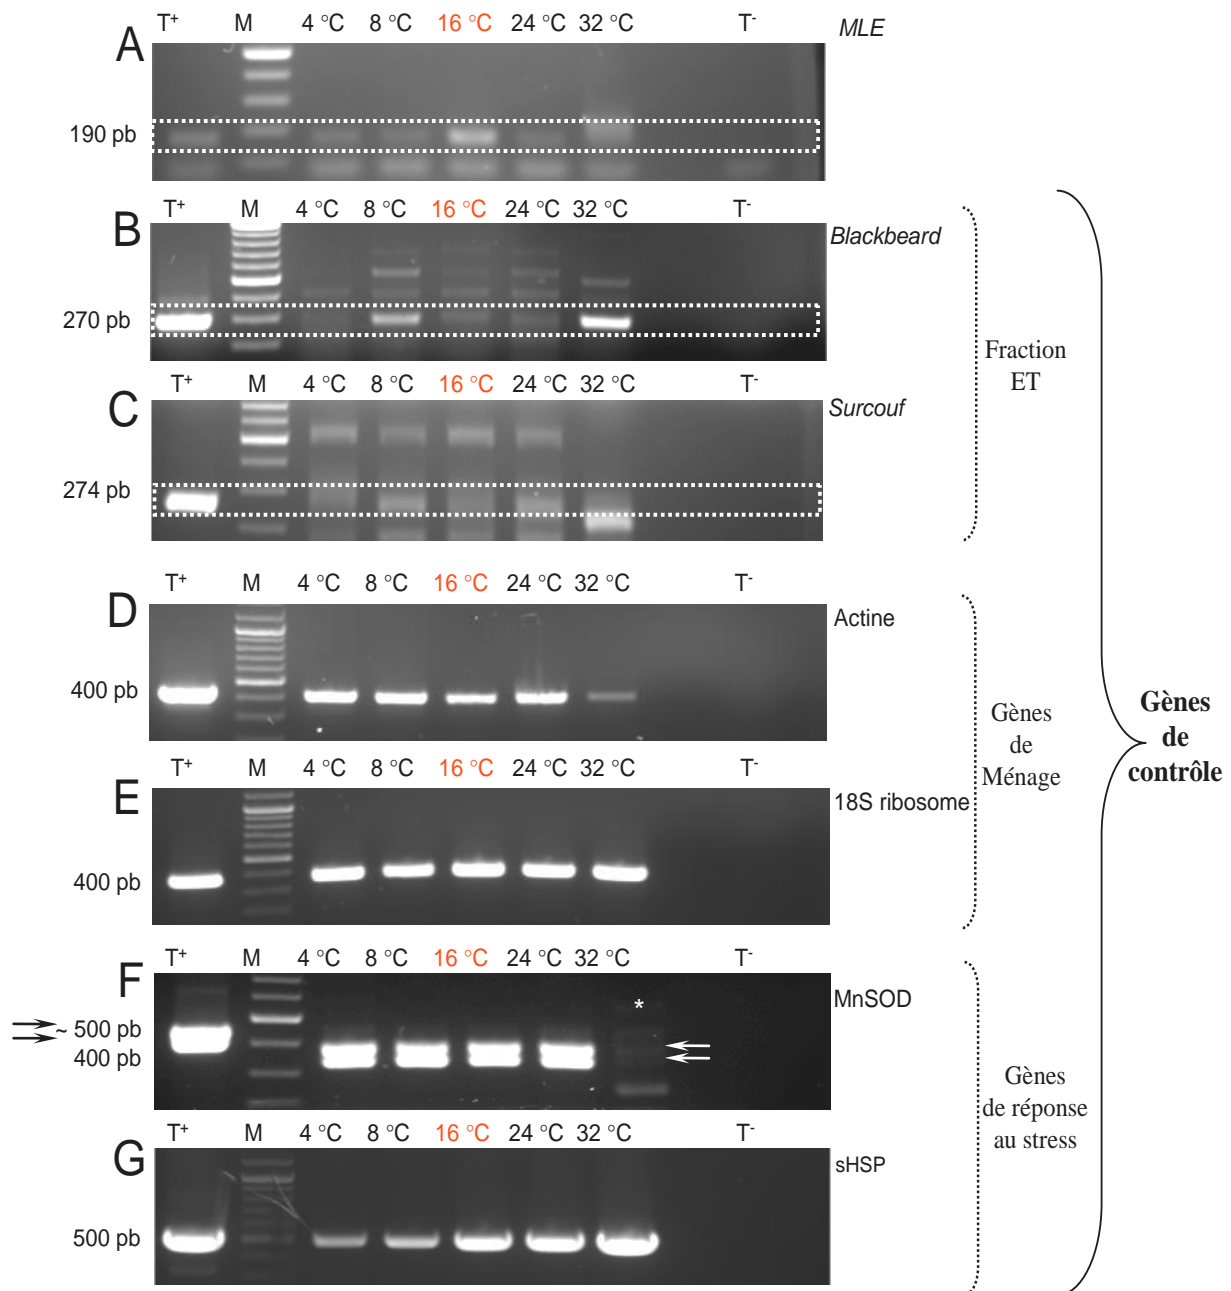 T+ M 4 °C 8 °C 16 °C 24 °C 32 °C T- MLE
A
190 pb
T+ M 4 °C 8 °C 16 °C 24 °C 32 °C T-
B Blackbeard
270 pb
Fraction
ET
T+ M 4 °C 8 °C 16 °C 24 °C 32 °C T-
C Surcouf
274 pb
T+ M 4 °C 8 °C 16 °C 24 °C 32 °C T-
D Actine
400 pb
Gènes
de
Ménage
Gènes
de
contrôle
T+ M 4 °C 8 °C 16 °C 24 °C 32 °C T-
E 18S ribosome
400 pb
T+ M 4 °C 8 °C 16 °C 24 °C 32 °C T-
F MnSOD
*
~ 500 pb
400 pb
Gènes
de réponse
au stress
T+ M 4 °C 8 °C 16 °C 24 °C 32 °C T-
G sHSP
500 pb